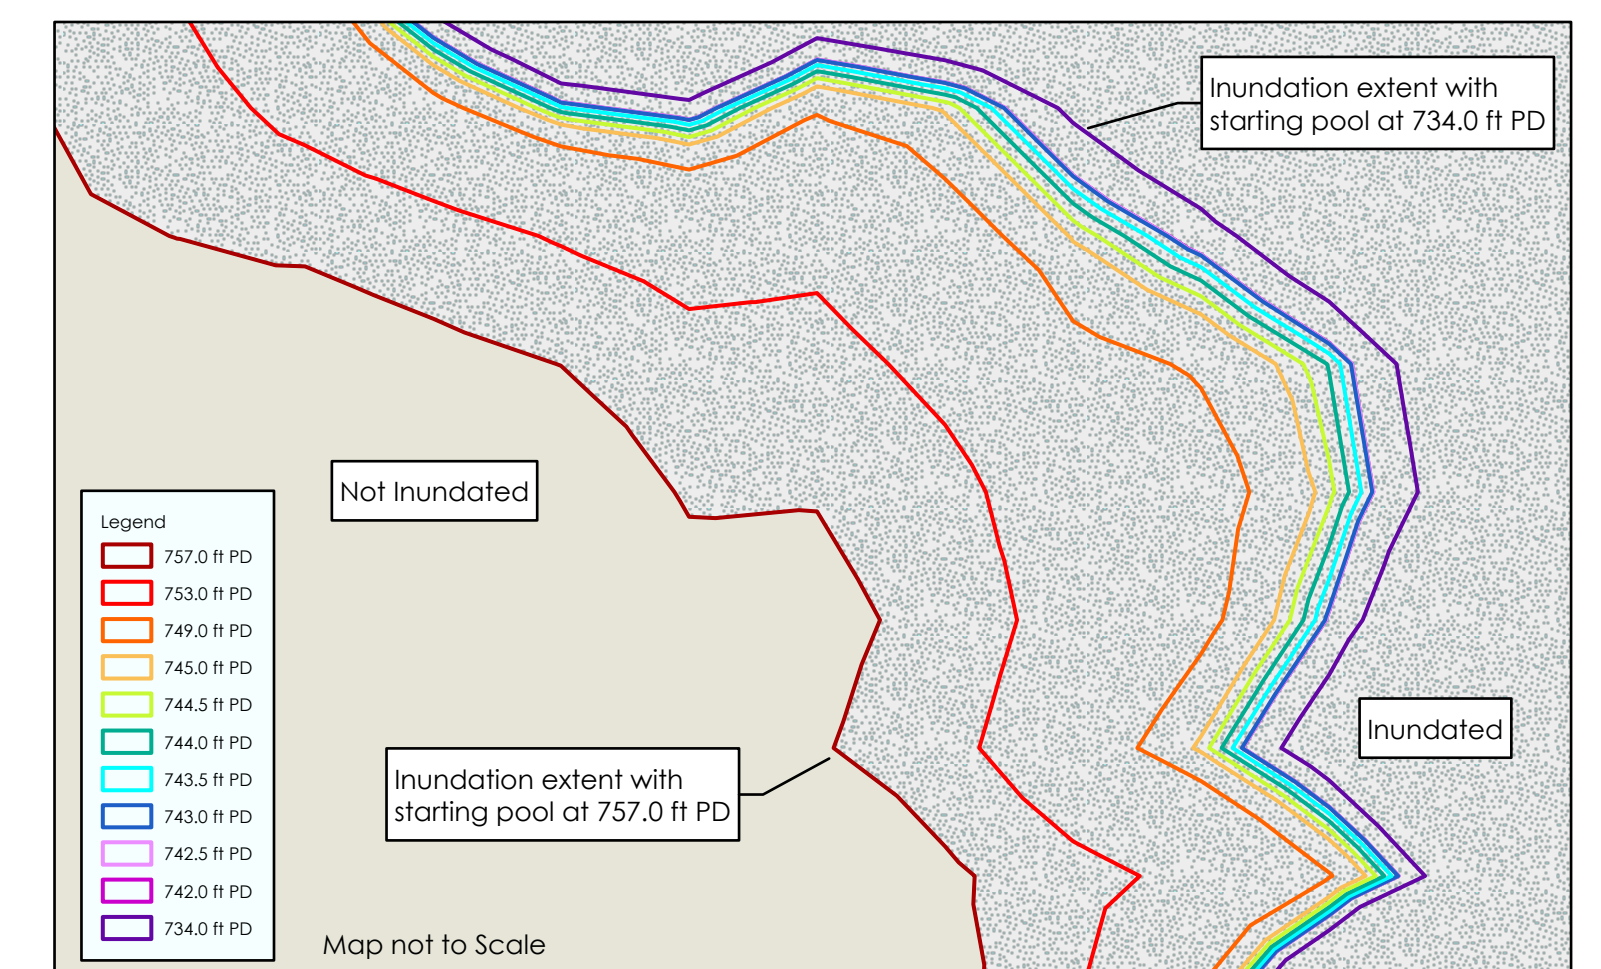 Inundation extent with
starting pool at 734.0 ft PD
Not Inundated
Legend
757.0 ft PD
753.0 ft PD
749.0 ft PD
745.0 ft PD
744.5 ft PD
744.0 ft PD
743.5 ft PD
743.0 ft PD
742.5 ft PD
742.0 ft PD
734.0 ft PD
Inundated
Inundation extent with
starting pool at 757.0 ft PD
Map not to Scale